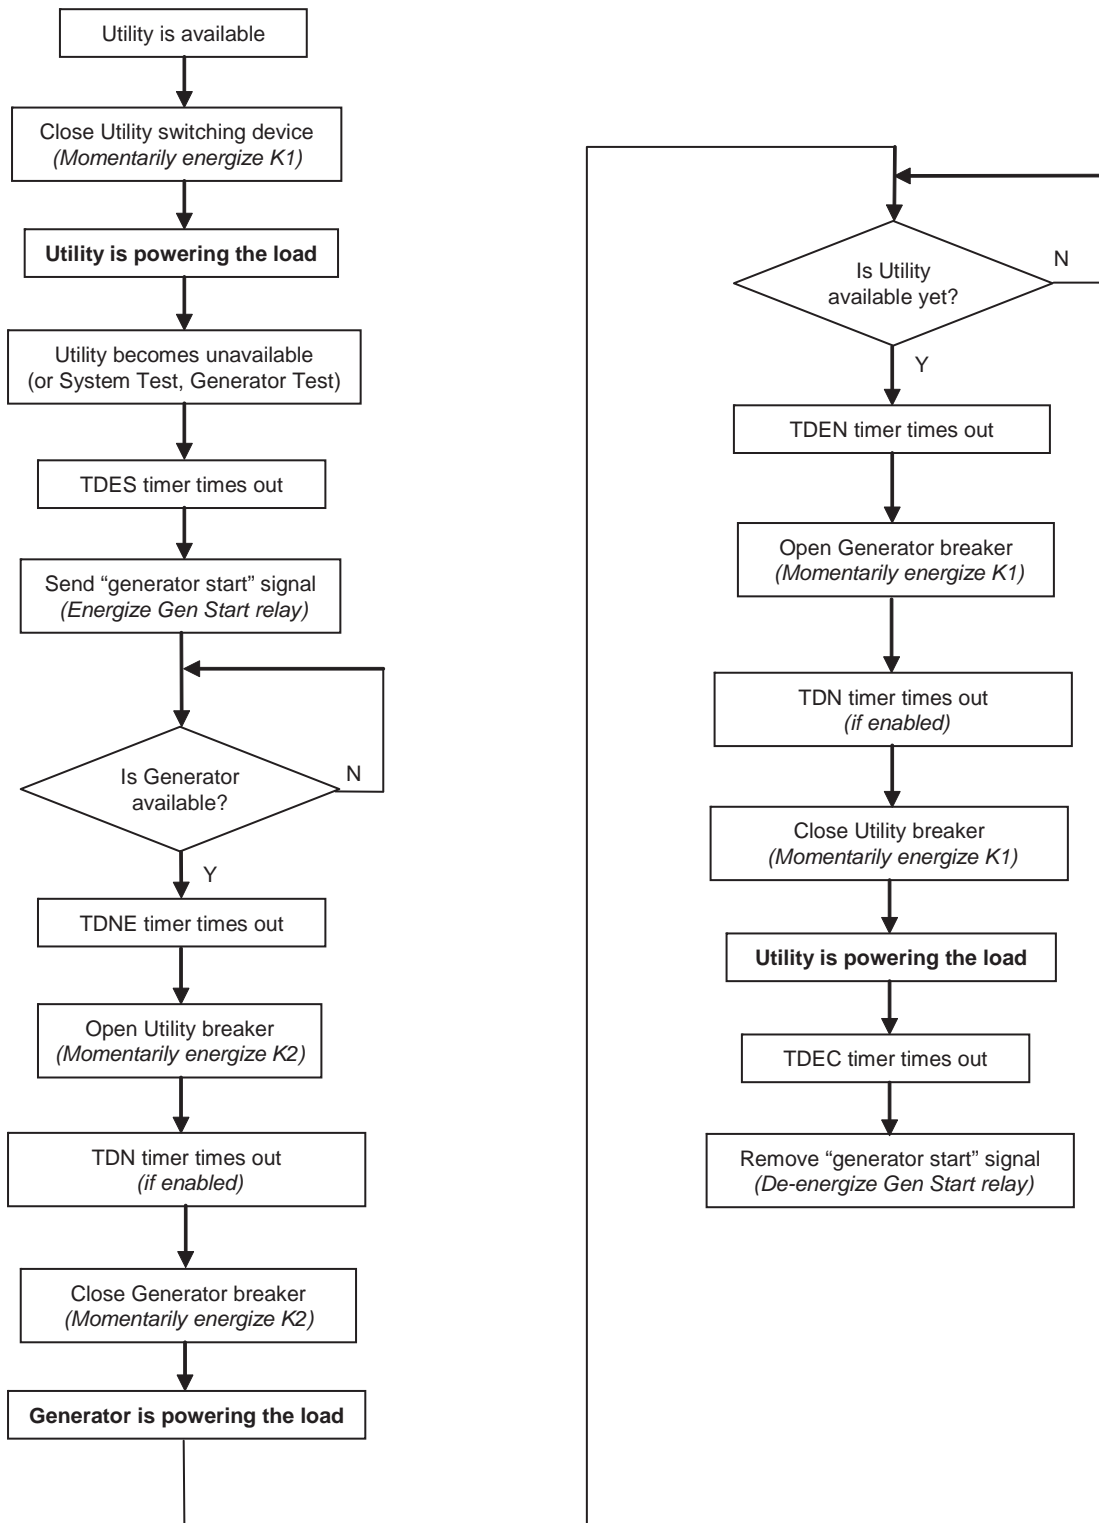 Utility is available
Close Utility switching device
(Momentarily energize K1)
Utility is powering the load
Utility becomes unavailable
(or System Test, Generator Test)
TDES timer times out
Send “generator start” signal
(Energize Gen Start relay)
Is Generator
available?
N
Y
TDNE timer times out
Open Utility breaker
(Momentarily energize K2)
TDN timer times out
(if enabled)
Close Generator breaker
(Momentarily energize K2)
Generator is powering the load
Is Utility
available yet?
N
Y
TDEN timer times out
Open Generator breaker
(Momentarily energize K1)
TDN timer times out
(if enabled)
Close Utility breaker
(Momentarily energize K1)
Utility is powering the load
TDEC timer times out
Remove “generator start” signal
(De-energize Gen Start relay)